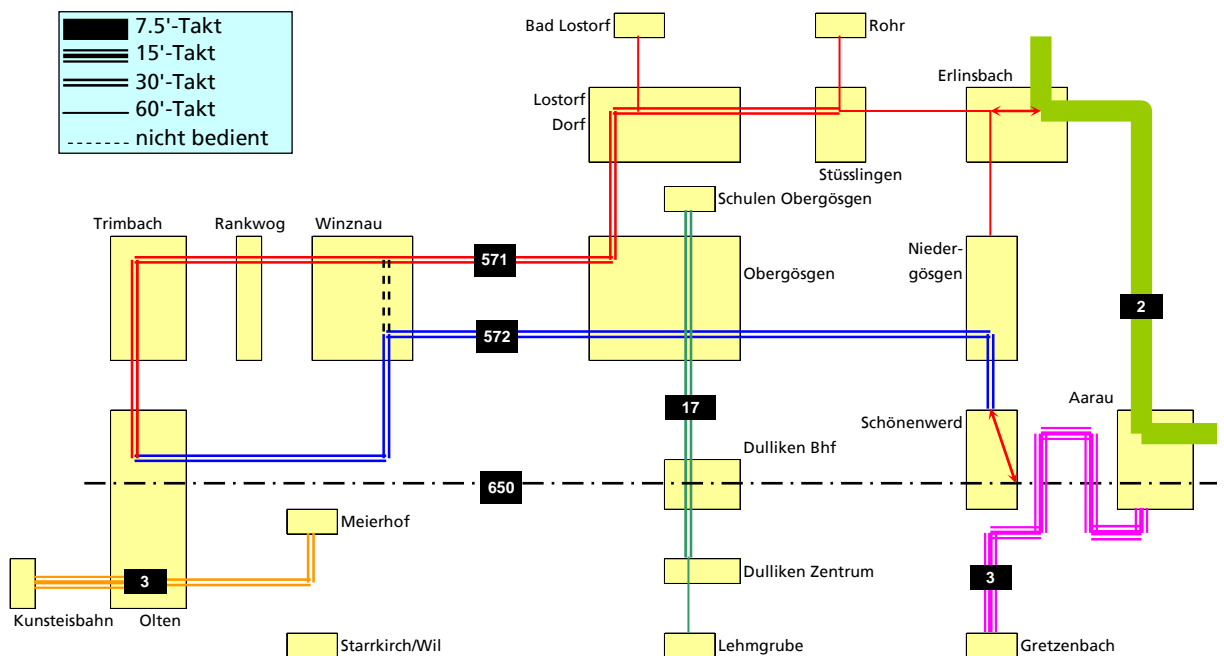 7.5'-Takt
15'-Takt
30'-Takt
60'-Takt
nicht bedient
Bad Lostorf
Rohr
Erlinsbach
Lostorf
Dorf
Stüsslingen
Schulen Obergösgen
Trimbach
Rankwog
Winznau
Nieder-
gösgen
571
Obergösgen
2
572
17
Aarau
Schönenwerd
Dulliken Bhf
650
Meierhof
3
Dulliken Zentrum
3
Kunsteisbahn
Olten
Starrkirch/Wil
Lehmgrube
Gretzenbach